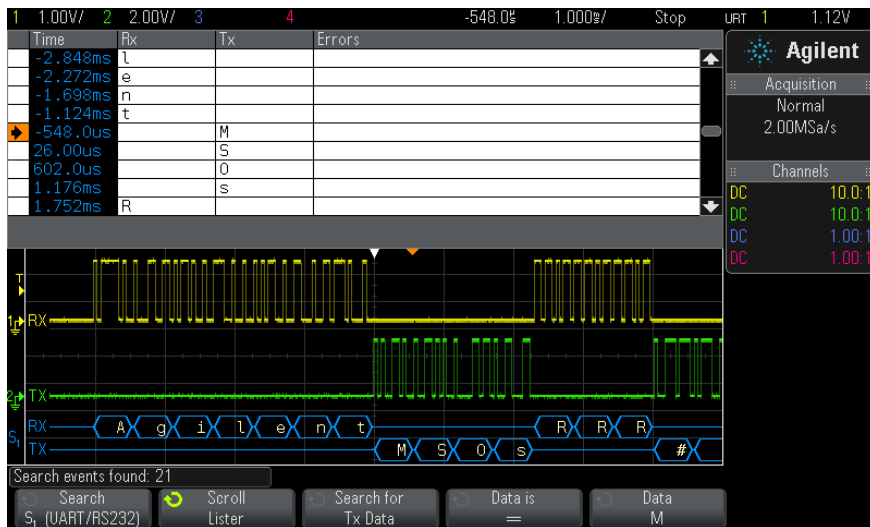 1 1.00V/ 2 2.00V/ 3 4 -548.0µs 1.000ms/ Stop URT 1 1.12V
Time Rx Tx Errors
-2.848ms l
-2.272ms e
-1.698ms n
-1.124ms t
-548.0us M
26.00us S
602.0us O
1.176ms s
1.752ms R
Agilent
Acquisition
Normal
2.00MSa/s
Channels
DC 10.0:1
DC 10.0:1
DC 1.00:1
DC 1.00:1
T
1 RX
2 TX
S1 RX A g i l e n t R R R
TX M S O s #
Search events found: 21
Search Scroll Search for Data is Data
S1 (UART/RS232) Lister Tx Data = M